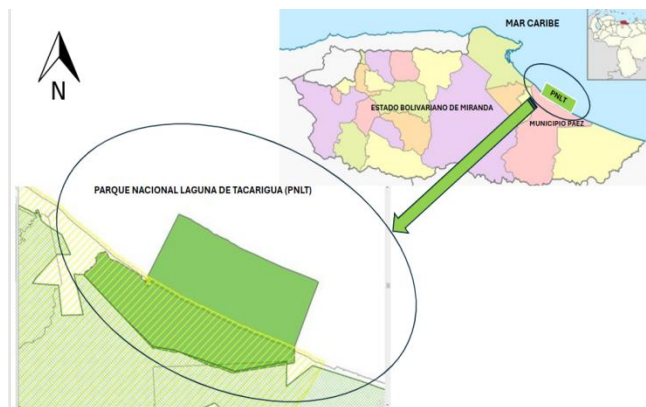 MAR CARIBE
N
PNLT
ESTADO BOLIVARIANO DE MIRANDA
MUNICIPIO PAEZ
PARQUE NACIONAL LAGUNA DE TACARIGUA (PNLT)